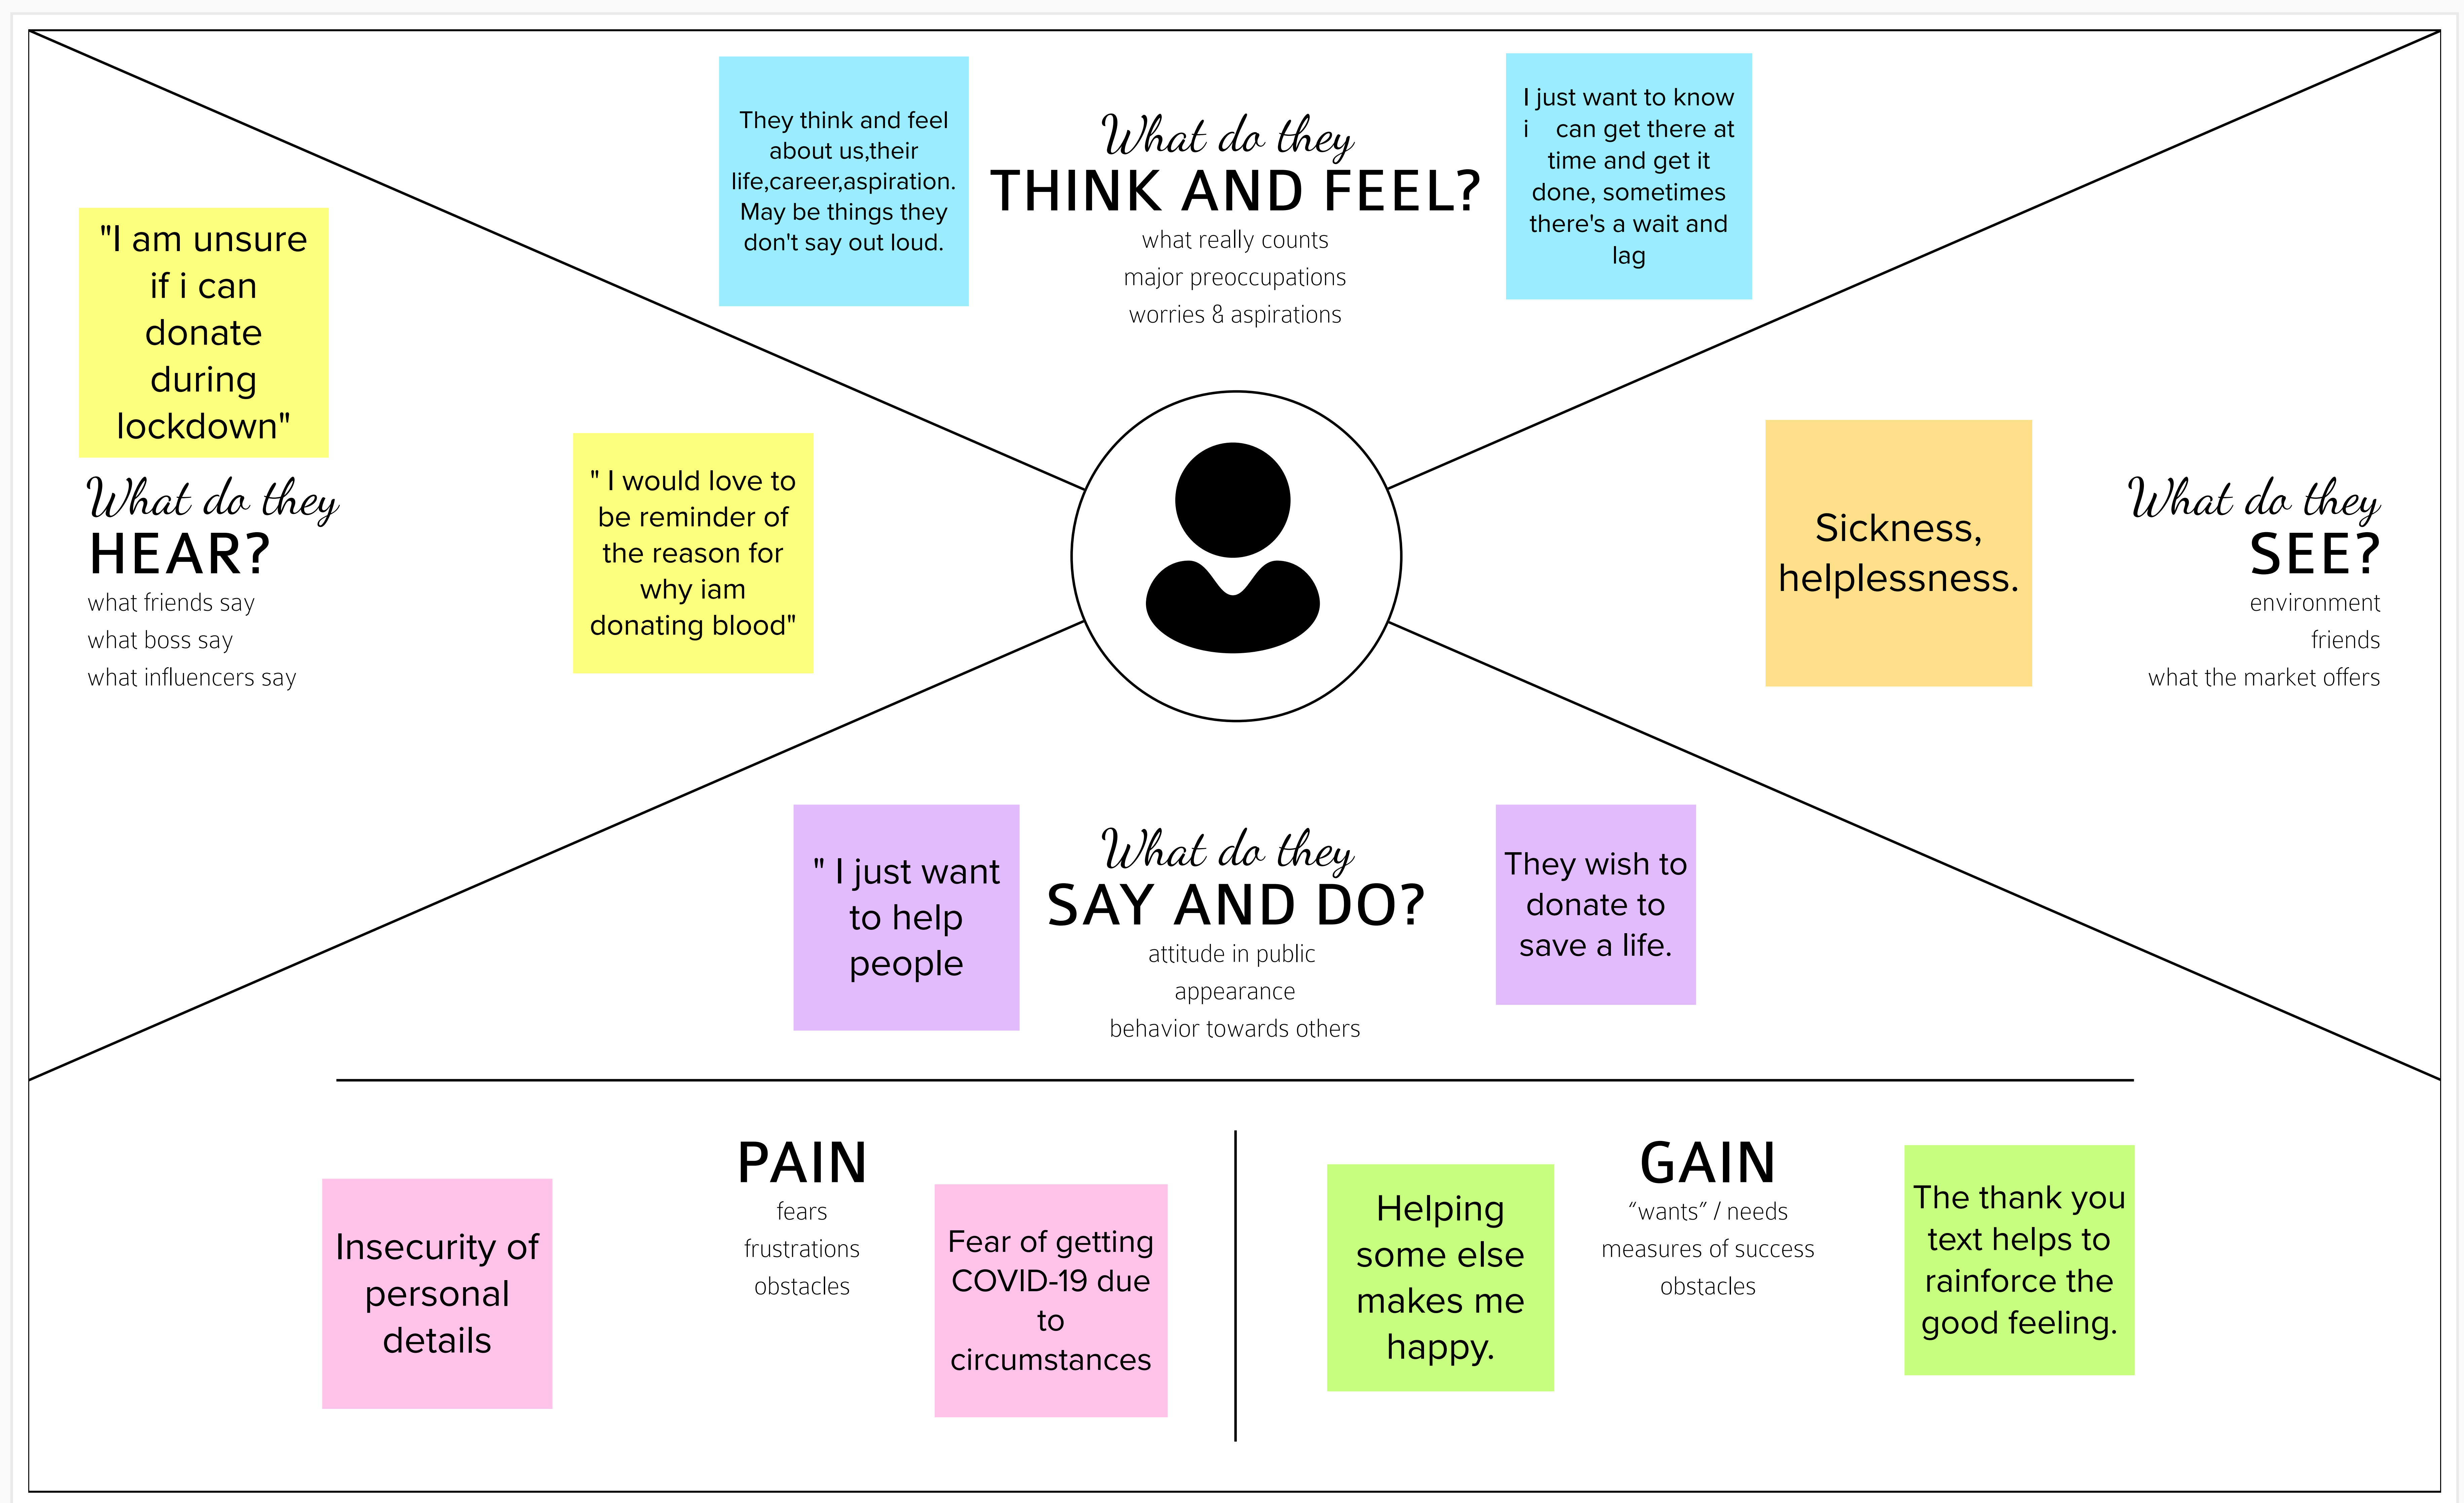 They think and feel
about us,their
life,career,aspiration.
May be things they
don't say out loud.
What do they
THINK AND FEEL?
what really counts
major preoccupations
worries & aspirations
I just want to know
i can get there at
time and get it
done, sometimes
there's a wait and
lag
"I am unsure
if i can
donate
during
lockdown"
What do they
HEAR?
what friends say
what boss say
what influencers say
" I would love to
be reminder of
the reason for
why iam
donating blood"
Sickness,
helplessness.
What do they
SEE?
environment
friends
what the market offers
" I just want
to help
people
What do they
SAY AND DO?
attitude in public
appearance
behavior towards others
They wish to
donate to
save a life.
Insecurity of
personal
details
PAIN
fears
frustrations
obstacles
Fear of getting
COVID-19 due
to
circumstances
Helping
some else
makes me
happy.
GAIN
“wants” / needs
measures of success
obstacles
The thank you
text helps to
rainforce the
good feeling.